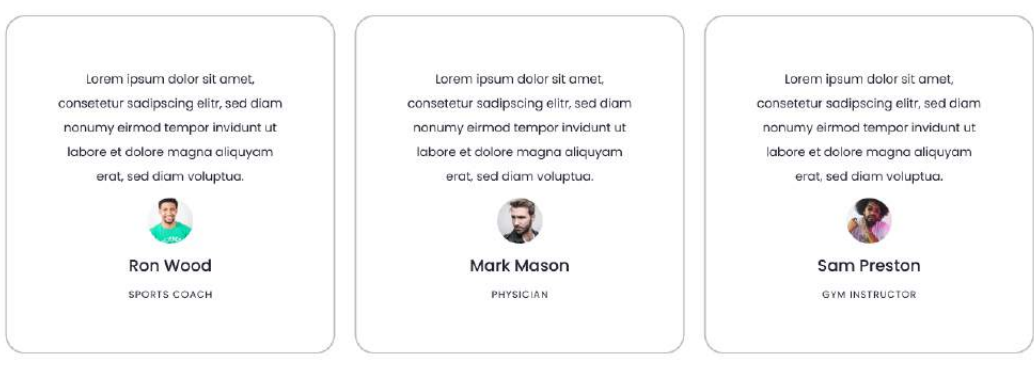 Lorem ipsum dolor sit amet,
consetetur sadipscing elitr, sed diam
nonumy eirmod tempor invidunt ut
labore et dolore magna aliquyam
erat, sed diam voluptua.
Ron Wood
SPORTS COACH
Lorem ipsum dolor sit amet,
consetetur sadipscing elitr, sed diam
nonumy eirmod tempor invidunt ut
labore et dolore magna aliquyam
erat, sed diam voluptua.
Mark Mason
PHYSICIAN
Lorem ipsum dolor sit amet,
consetetur sadipscing elitr, sed diam
nonumy eirmod tempor invidunt ut
labore et dolore magna aliquyam
erat, sed diam voluptua.
Sam Preston
GYM INSTRUCTOR